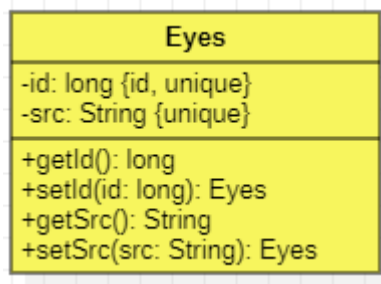 Eyes
-id: long {id, unique}
-src: String {unique}
+getId(): long
+setId(id: long): Eyes
+getSrc(): String
+setSrc(src: String): Eyes